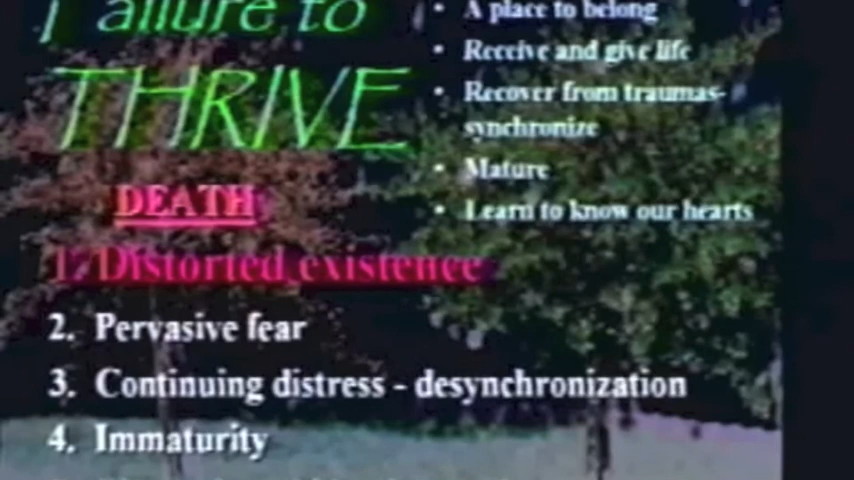 Failure to
THRIVE
DEATH
1. Distorted existence
2. Pervasive fear
3. Continuing distress - desynchronization
4. Immaturity
• A place to belong
• Receive and give life
• Recover from traumas-
synchronize
• Mature
• Learn to know our hearts